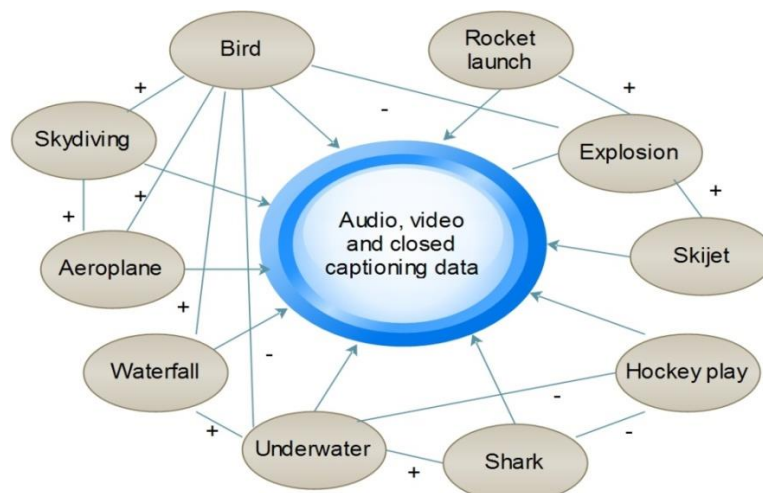 Bird
Rocket
launch
+
-
+
Skydiving
Explosion
+
+
+
Audio, video
and closed
captioning data
Aeroplane
Skijet
+
-
Waterfall
Hockey play
-
+
-
Underwater
+
Shark